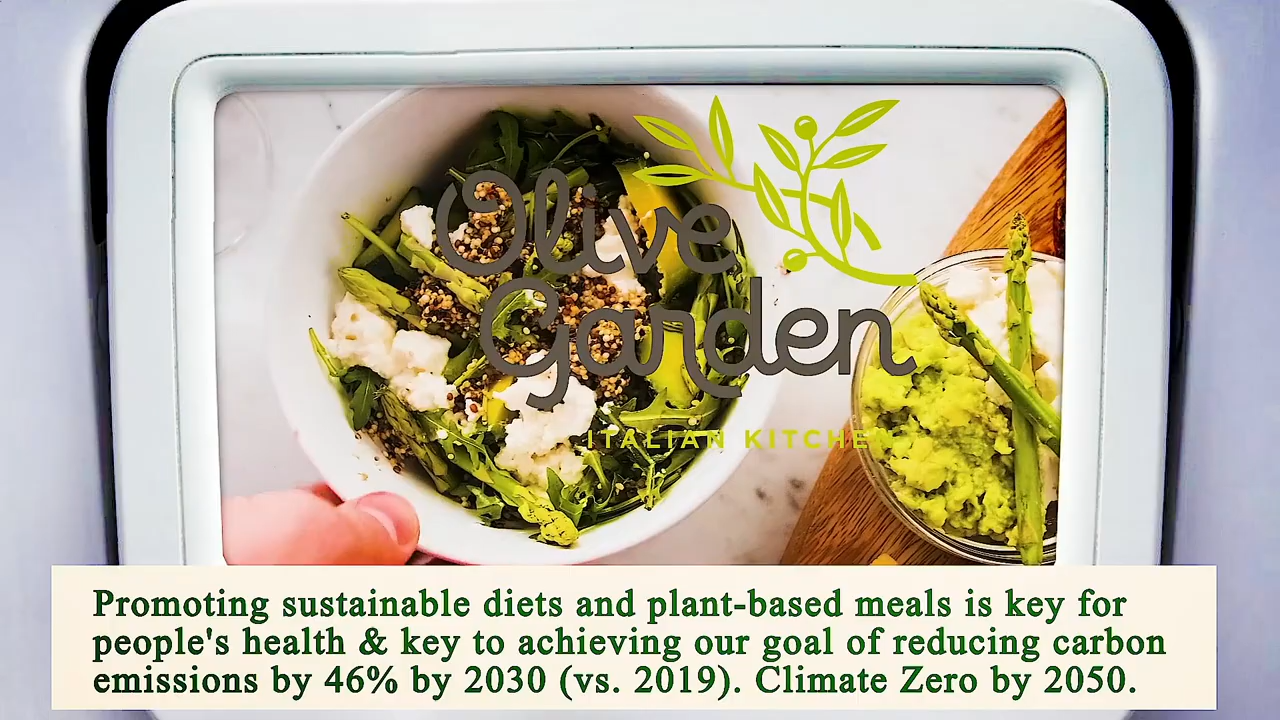 Olive
Garden
ITALIAN KITCHEN
Promoting sustainable diets and plant-based meals is key for
people's health & key to achieving our goal of reducing carbon
emissions by 46% by 2030 (vs. 2019). Climate Zero by 2050.